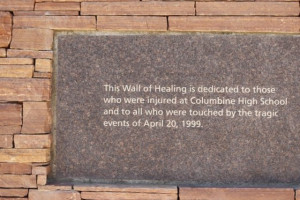 This Wall of Healing is dedicated to those
who were injured at Columbine High School
and to all who were touched by the tragic
events of April 20, 1999.